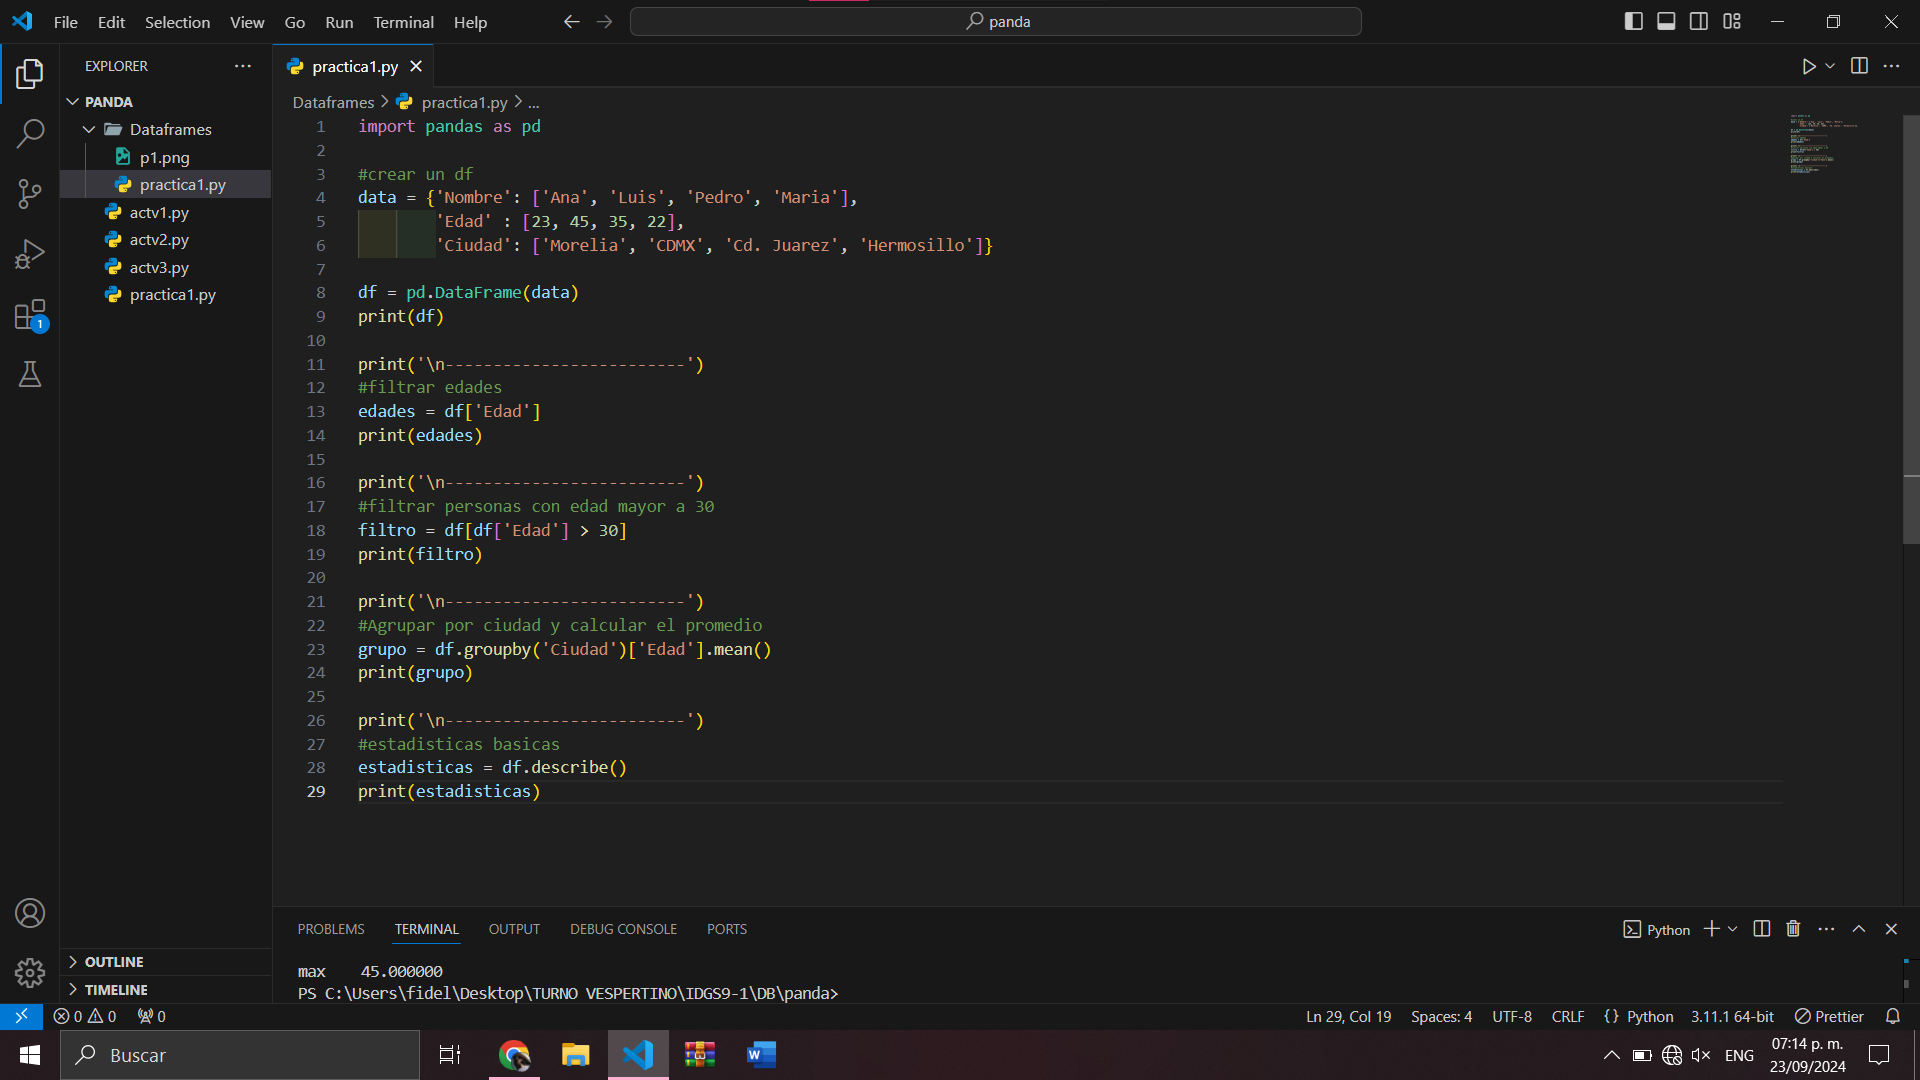 File Edit Selection View Go Run Terminal Help
panda
EXPLORER
PANDA
Dataframes
p1.png
practica1.py
actv1.py
actv2.py
actv3.py
practica1.py
1
OUTLINE
TIMELINE
practica1.py
Dataframes > practica1.py > ...
1 import pandas as pd
2
3 #crear un df
4 data = {'Nombre': ['Ana', 'Luis', 'Pedro', 'Maria'],
5         'Edad' : [23, 45, 35, 22],
6         'Ciudad': ['Morelia', 'CDMX', 'Cd. Juarez', 'Hermosillo']}
7
8 df = pd.DataFrame(data)
9 print(df)
10
11 print('\n-------------------------')
12 #filtrar edades
13 edades = df['Edad']
14 print(edades)
15
16 print('\n-------------------------')
17 #filtrar personas con edad mayor a 30
18 filtro = df[df['Edad'] > 30]
19 print(filtro)
20
21 print('\n-------------------------')
22 #Agrupar por ciudad y calcular el promedio
23 grupo = df.groupby('Ciudad')['Edad'].mean()
24 print(grupo)
25
26 print('\n-------------------------')
27 #estadisticas basicas
28 estadisticas = df.describe()
29 print(estadisticas)
PROBLEMS TERMINAL OUTPUT DEBUG CONSOLE PORTS
Python
max    45.000000
PS C:\Users\fidel\Desktop\TURNO VESPERTINO\IDGS9-1\DB\panda>
0 0 0
Ln 29, Col 19 Spaces: 4 UTF-8 CRLF {} Python 3.11.1 64-bit Prettier
Buscar
W
ENG
07:14 p. m.
23/09/2024